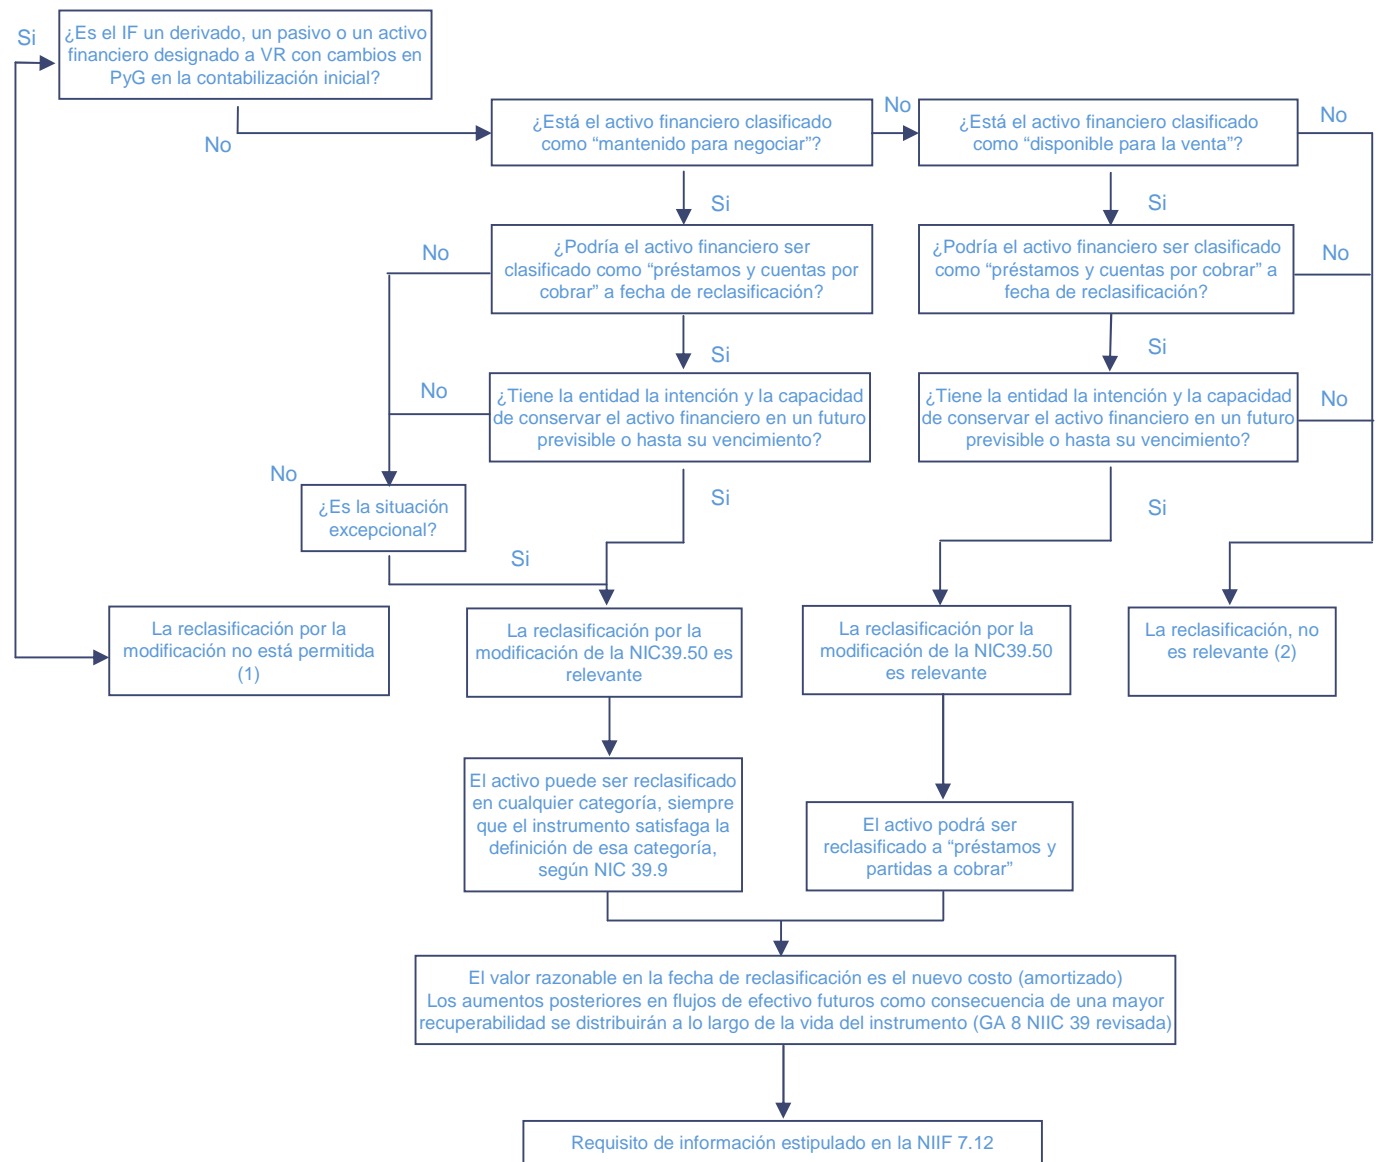 Si
¿Es el IF un derivado, un pasivo o un activo
financiero designado a VR con cambios en
PyG en la contabilización inicial?
No
¿Está el activo financiero clasificado
como “mantenido para negociar”?
No
¿Está el activo financiero clasificado
como “disponible para la venta”?
No
Si
Si
¿Podría el activo financiero ser
clasificado como “préstamos y cuentas por
cobrar” a fecha de reclasificación?
No
¿Podría el activo financiero ser clasificado
como “préstamos y cuentas por cobrar” a
fecha de reclasificación?
No
Si
Si
¿Tiene la entidad la intención y la capacidad
de conservar el activo financiero en un futuro
previsible o hasta su vencimiento?
No
¿Tiene la entidad la intención y la capacidad
de conservar el activo financiero en un futuro
previsible o hasta su vencimiento?
No
No
¿Es la situación
excepcional?
Si
Si
Si
La reclasificación por la
modificación no está permitida
(1)
La reclasificación por la
modificación de la NIC39.50 es
relevante
La reclasificación por la
modificación de la NIC39.50
es relevante
La reclasificación, no
es relevante (2)
El activo puede ser reclasificado
en cualquier categoría, siempre
que el instrumento satisfaga la
definición de esa categoría,
según NIC 39.9
El activo podrá ser
reclasificado a “préstamos y
partidas a cobrar”
El valor razonable en la fecha de reclasificación es el nuevo costo (amortizado)
Los aumentos posteriores en flujos de efectivo futuros como consecuencia de una mayor
recuperabilidad se distribuirán a lo largo de la vida del instrumento (GA 8 NIIC 39 revisada)
Requisito de información estipulado en la NIIF 7.12